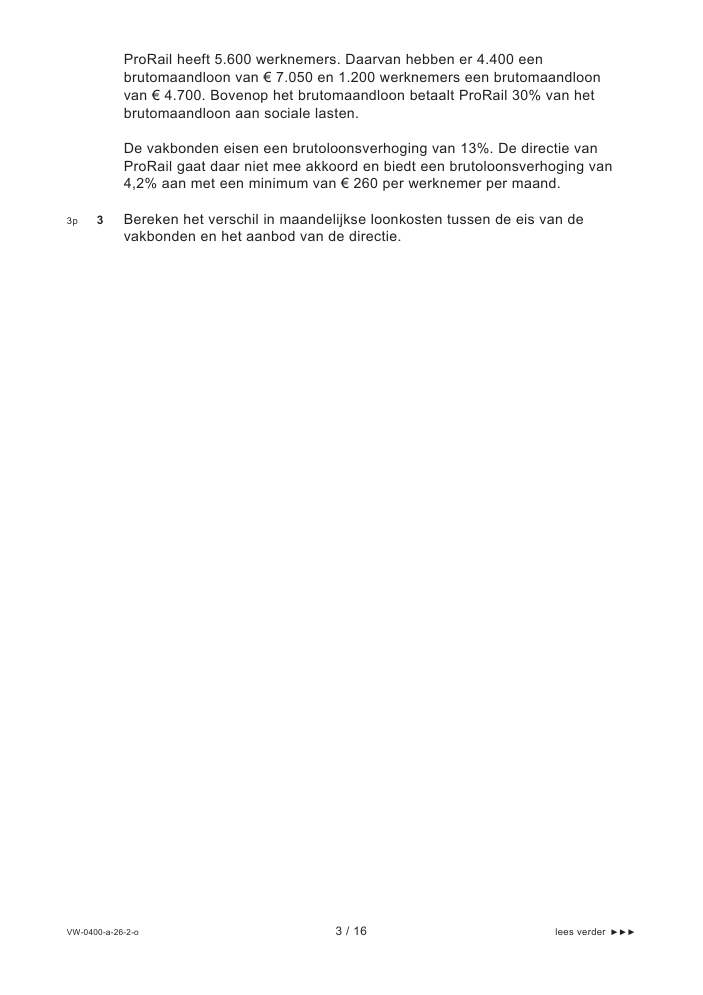 ProRail heeft 5.600 werknemers. Daarvan hebben er 4.400 een
brutomaandloon van € 7.050 en 1.200 werknemers een brutomaandloon
van € 4.700. Bovenop het brutomaandloon betaalt ProRail 30% van het
brutomaandloon aan sociale lasten.
De vakbonden eisen een brutoloonsverhoging van 13%. De directie van
ProRail gaat daar niet mee akkoord en biedt een brutoloonsverhoging van
4,2% aan met een minimum van € 260 per werknemer per maand.
3p 3 Bereken het verschil in maandelijkse loonkosten tussen de eis van de
vakbonden en het aanbod van de directie.
VW-0400-a-26-2-o 3 / 16 lees verder ►►►